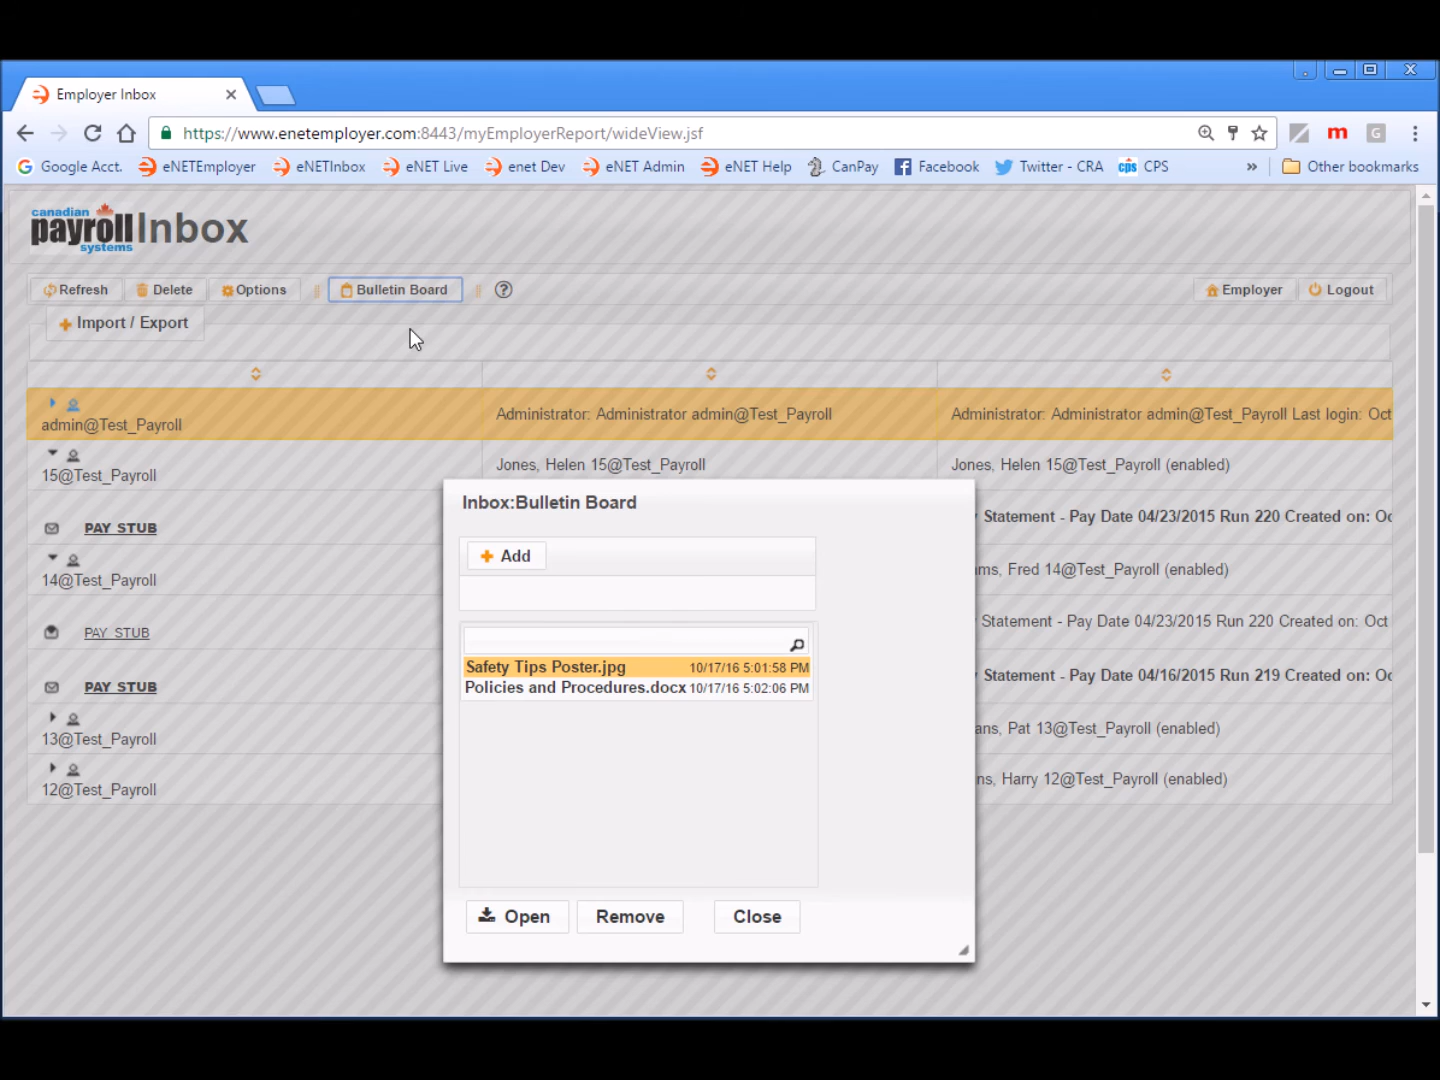 Employer Inbox
https://www.enetemployer.com:8443/myEmployerReport/wideView.jsf
m G
Google Acct. eNETEmployer eNETInbox eNET Live enet Dev eNET Admin eNET Help CanPay Facebook Twitter - CRA cps CPS » Other bookmarks
canadian
payroll Inbox
systems
Refresh Delete Options Bulletin Board ? Employer Logout
Import / Export
Administrator: Administrator admin@Test_Payroll Administrator: Administrator admin@Test_Payroll Last login: Oct
admin@Test_Payroll
Jones, Helen 15@Test_Payroll Jones, Helen 15@Test_Payroll (enabled)
15@Test_Payroll
Inbox:Bulletin Board
PAY STUB Statement - Pay Date 04/23/2015 Run 220 Created on: Oc
Add
14@Test_Payroll ms, Fred 14@Test_Payroll (enabled)
PAY STUB Statement - Pay Date 04/23/2015 Run 220 Created on: Oct
Safety Tips Poster.jpg 10/17/16 5:01:58 PM
Policies and Procedures.docx 10/17/16 5:02:06 PM
PAY STUB Statement - Pay Date 04/16/2015 Run 219 Created on: Oc
13@Test_Payroll ans, Pat 13@Test_Payroll (enabled)
12@Test_Payroll ns, Harry 12@Test_Payroll (enabled)
Open Remove Close